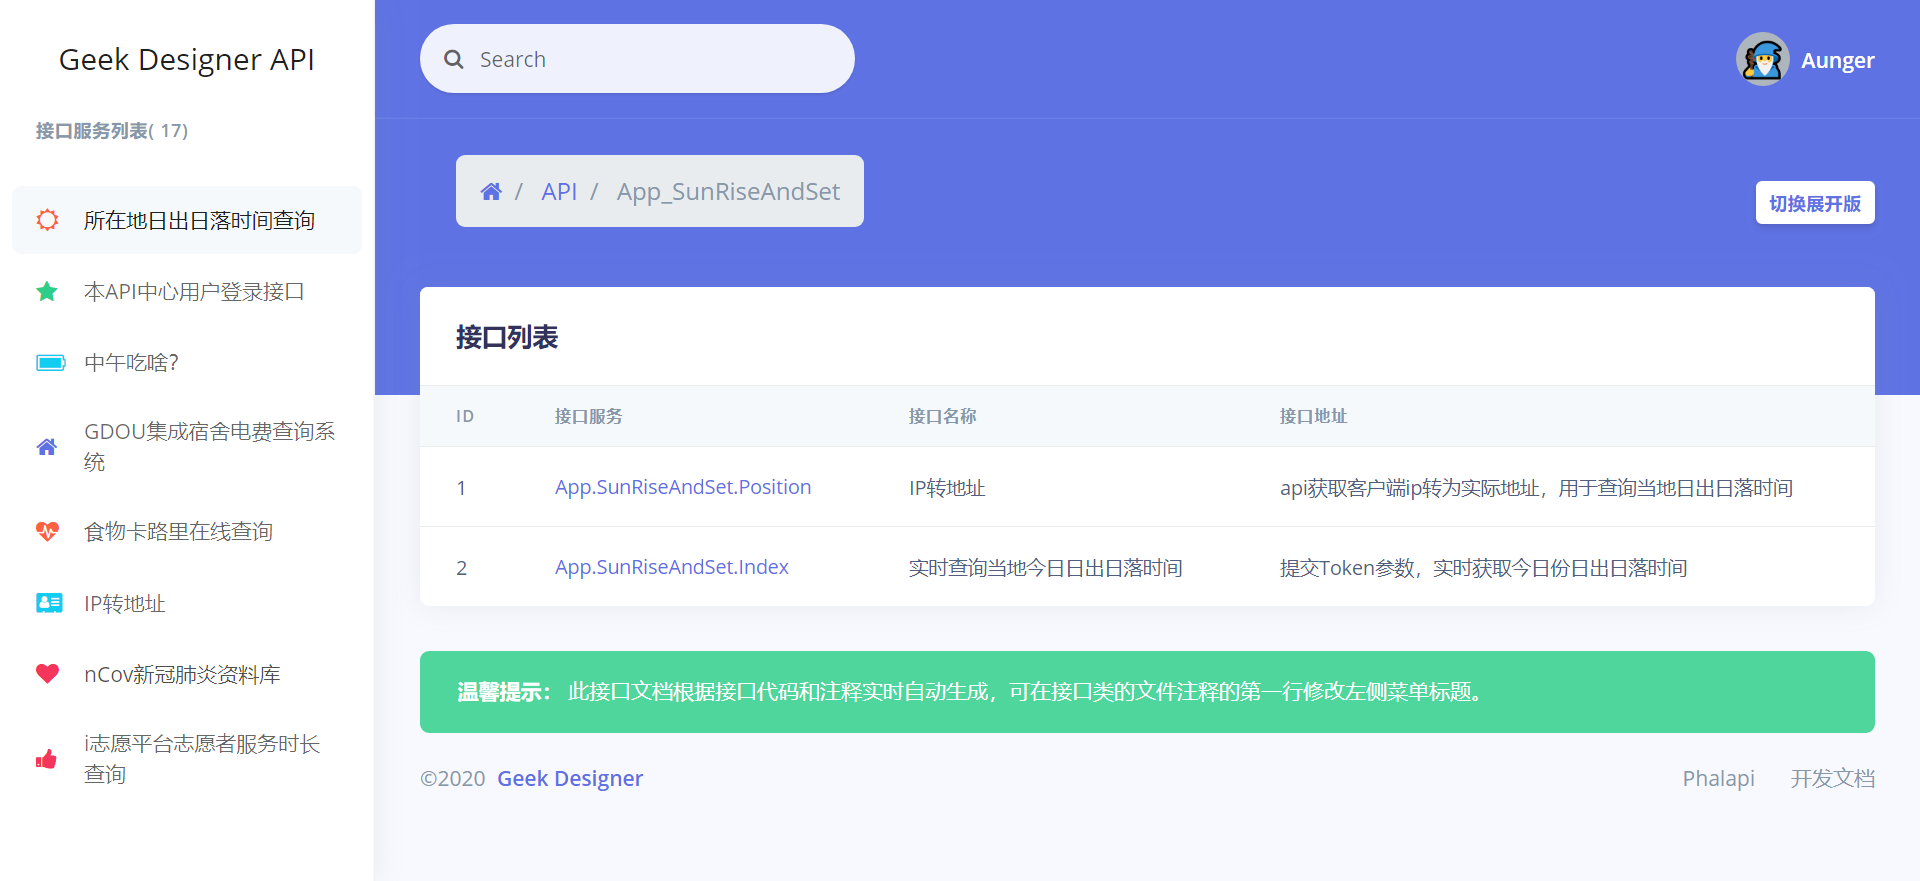 Geek Designer API
接口服务列表( 17)
所在地日出日落时间查询
本API中心用户登录接口
中午吃啥?
GDOU集成宿舍电费查询系
统
食物卡路里在线查询
IP转地址
nCov新冠肺炎资料库
i志愿平台志愿者服务时长
查询
Search
Aunger
/ API / App_SunRiseAndSet
切换展开版
接口列表
ID 接口服务 接口名称 接口地址
1 App.SunRiseAndSet.Position IP转地址 api获取客户端ip转为实际地址，用于查询当地日出日落时间
2 App.SunRiseAndSet.Index 实时查询当地今日日出日落时间 提交Token参数，实时获取今日份日出日落时间
温馨提示： 此接口文档根据接口代码和注释实时自动生成，可在接口类的文件注释的第一行修改左侧菜单标题。
©2020 Geek Designer
Phalapi 开发文档